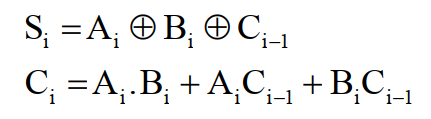 Sᵢ = Aᵢ ⊕ Bᵢ ⊕ Cᵢ₋₁
Cᵢ = Aᵢ.Bᵢ + AᵢCᵢ₋₁ + BᵢCᵢ₋₁